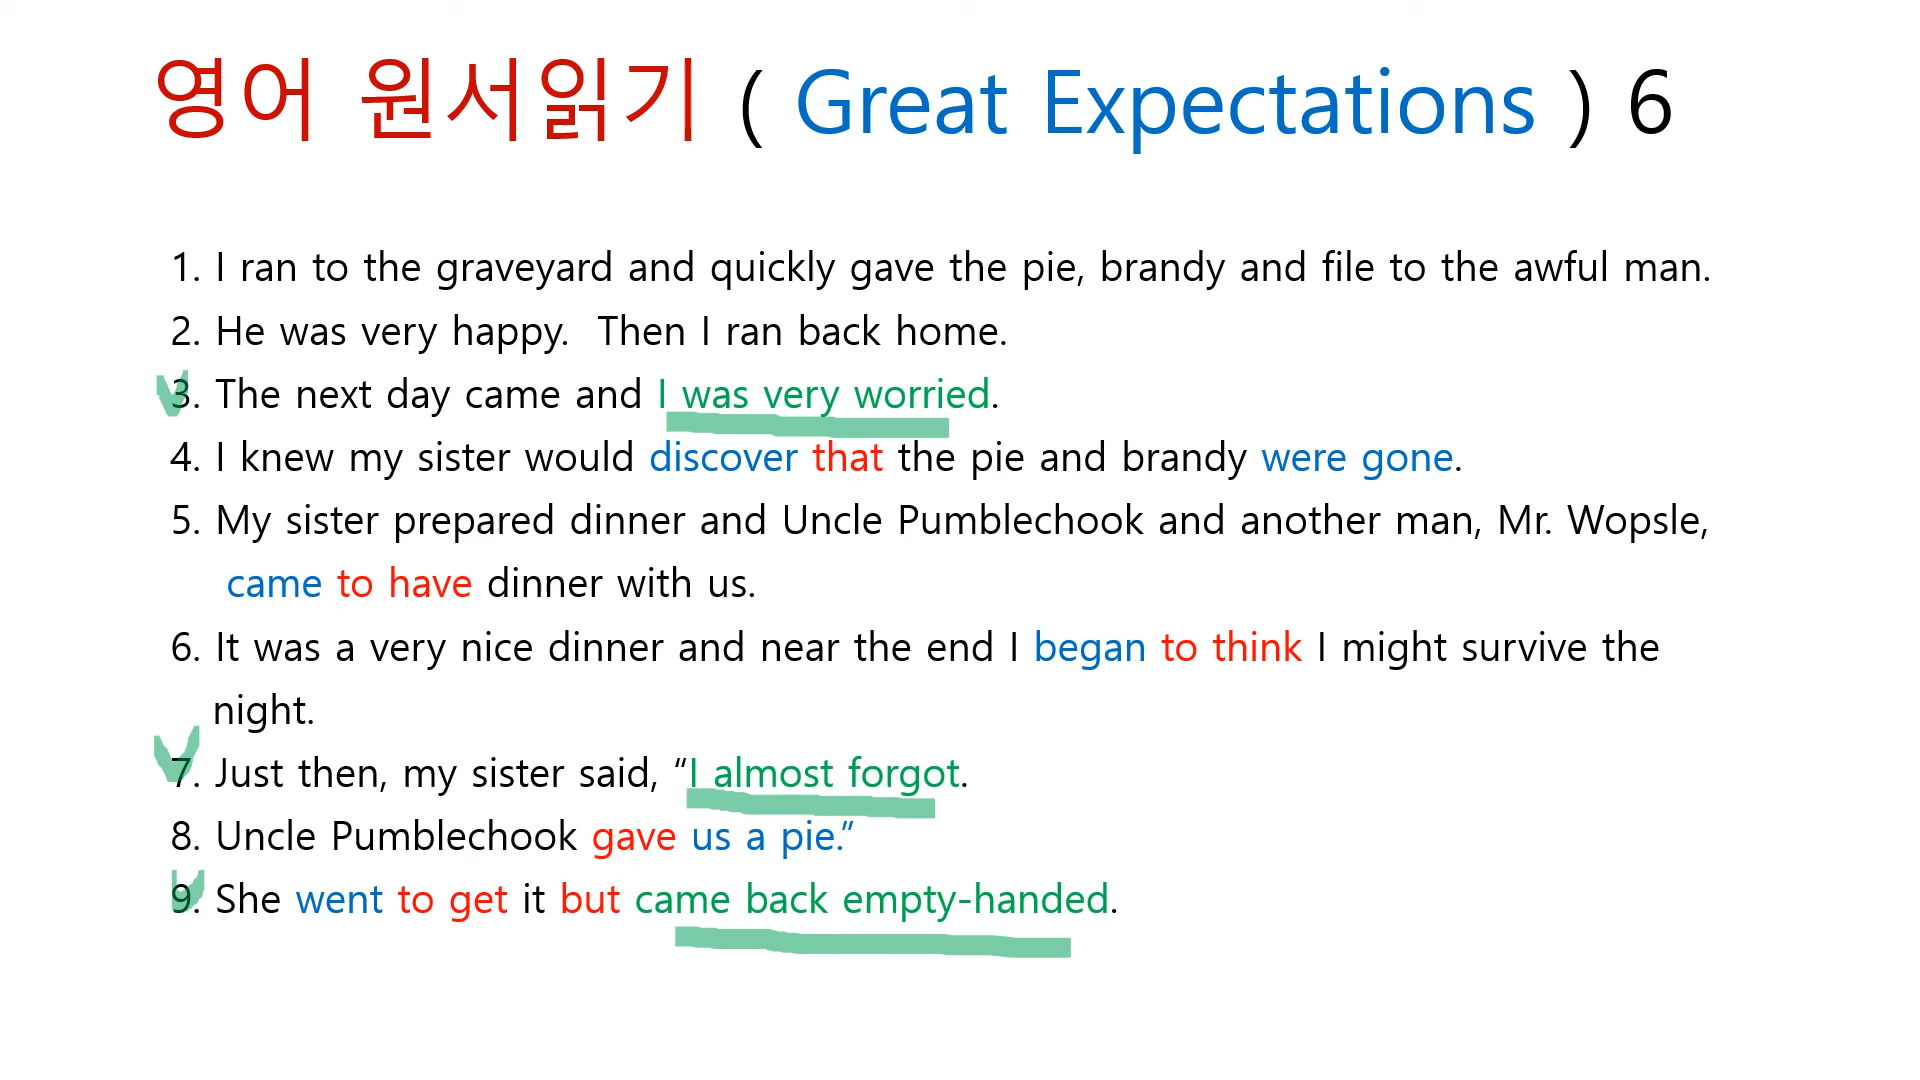 영어 원서읽기 ( Great Expectations ) 6
1. I ran to the graveyard and quickly gave the pie, brandy and file to the awful man.
2. He was very happy.  Then I ran back home.
3. The next day came and I was very worried.
4. I knew my sister would discover that the pie and brandy were gone.
5. My sister prepared dinner and Uncle Pumblechook and another man, Mr. Wopsle,
came to have dinner with us.
6. It was a very nice dinner and near the end I began to think I might survive the
night.
7. Just then, my sister said, “I almost forgot.
8. Uncle Pumblechook gave us a pie.”
9. She went to get it but came back empty-handed.